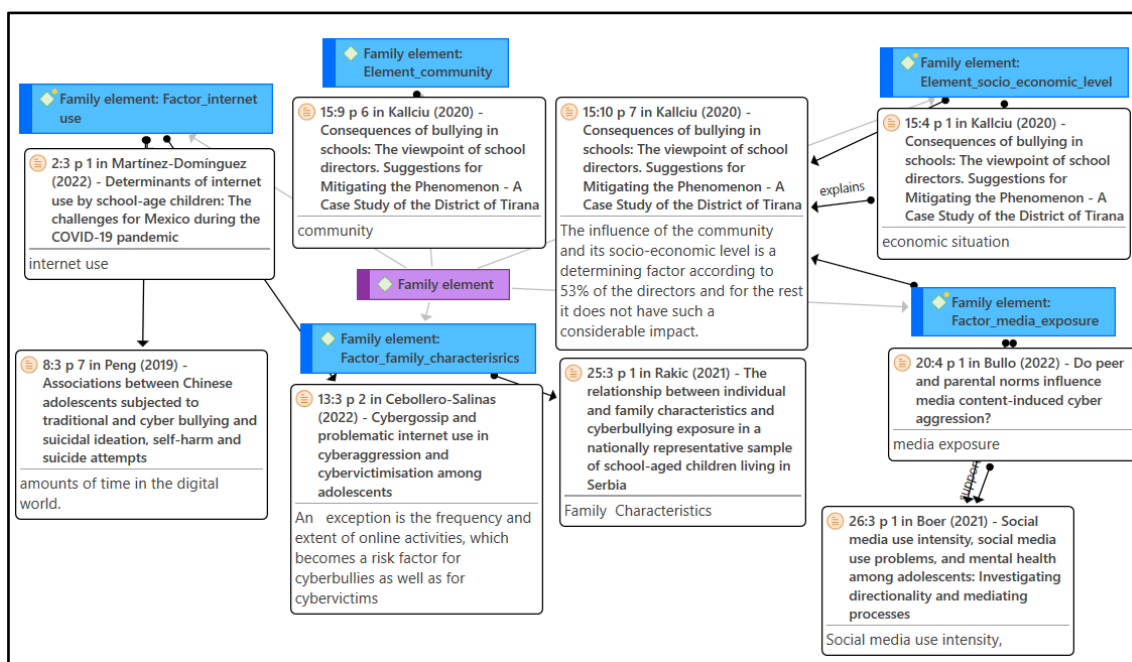 Family element:
Element_community
Family element:
Element_socio_economic_level
Family element: Factor_internet
use
15:9 p 6 in Kallciu (2020) -
Consequences of bullying in
schools: The viewpoint of school
directors. Suggestions for
Mitigating the Phenomenon - A
Case Study of the District of Tirana
community
15:10 p 7 in Kallciu (2020) -
Consequences of bullying in
schools: The viewpoint of school
directors. Suggestions for
Mitigating the Phenomenon - A
Case Study of the District of Tirana
The influence of the community
and its socio-economic level is a
determining factor according to
53% of the directors and for the rest
it does not have such a
considerable impact.
explains
15:4 p 1 in Kallciu (2020) -
Consequences of bullying in
schools: The viewpoint of school
directors. Suggestions for
Mitigating the Phenomenon - A
Case Study of the District of Tirana
economic situation
2:3 p 1 in Martínez-Domínguez
(2022) - Determinants of internet
use by school-age children: The
challenges for Mexico during the
COVID-19 pandemic
internet use
Family element
Family element:
Factor_media_exposure
Family element:
Factor_family_characterisrics
8:3 p 7 in Peng (2019) -
Associations between Chinese
adolescents subjected to
traditional and cyber bullying and
suicidal ideation, self-harm and
suicide attempts
amounts of time in the digital
world.
13:3 p 2 in Cebollero-Salinas
(2022) - Cybergossip and
problematic internet use in
cyberaggression and
cybervictimisation among
adolescents
An exception is the frequency and
extent of online activities, which
becomes a risk factor for
cyberbullies as well as for
cybervictims
25:3 p 1 in Rakic (2021) - The
relationship between individual
and family characteristics and
cyberbullying exposure in a
nationally representative sample
of school-aged children living in
Serbia
Family Characteristics
20:4 p 1 in Bullo (2022) - Do peer
and parental norms influence
media content-induced cyber
aggression?
media exposure
support
26:3 p 1 in Boer (2021) - Social
media use intensity, social media
use problems, and mental health
among adolescents: Investigating
directionality and mediating
processes
Social media use intensity,